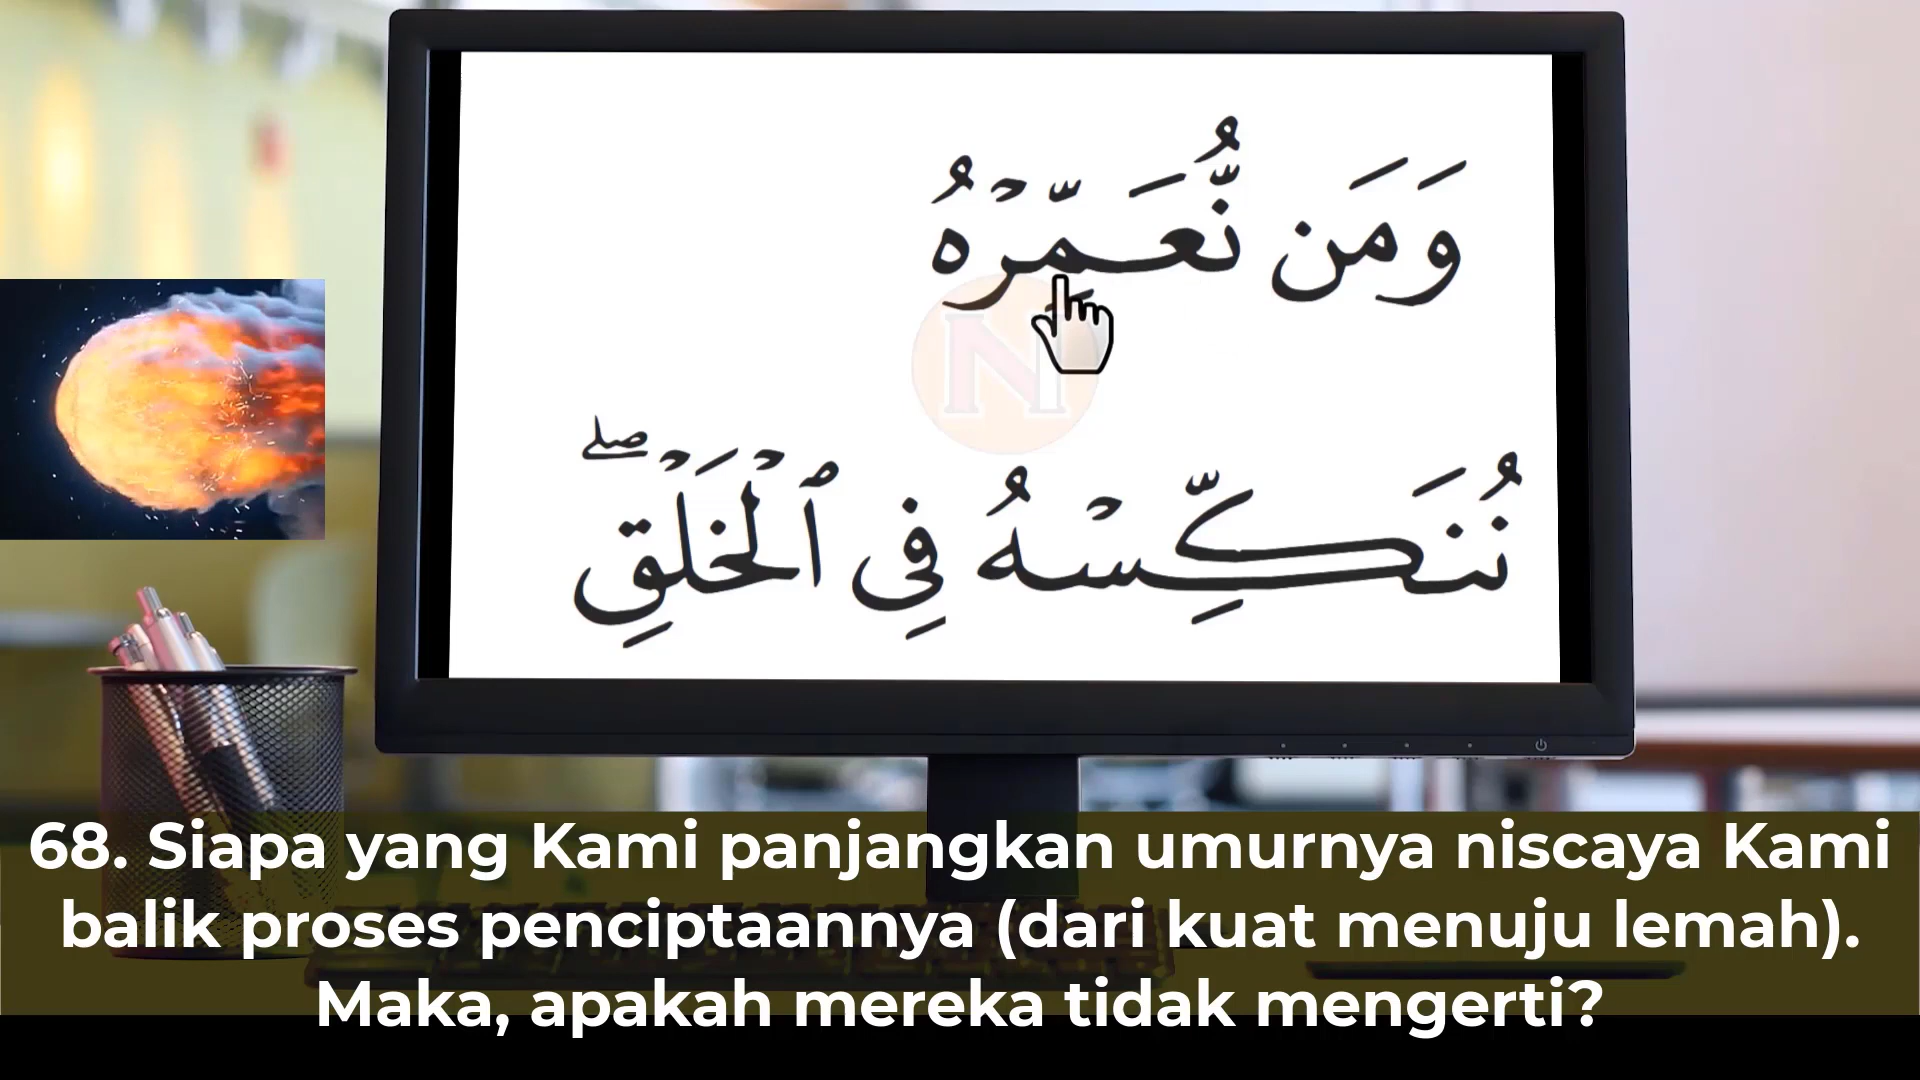 وَمَن نُّعَمِّرْهُ
نُنَكِّسْهُ فِى ٱلْخَلْقِ ۖ
N
68. Siapa yang Kami panjangkan umurnya niscaya Kami
balik proses penciptaannya (dari kuat menuju lemah).
Maka, apakah mereka tidak mengerti?